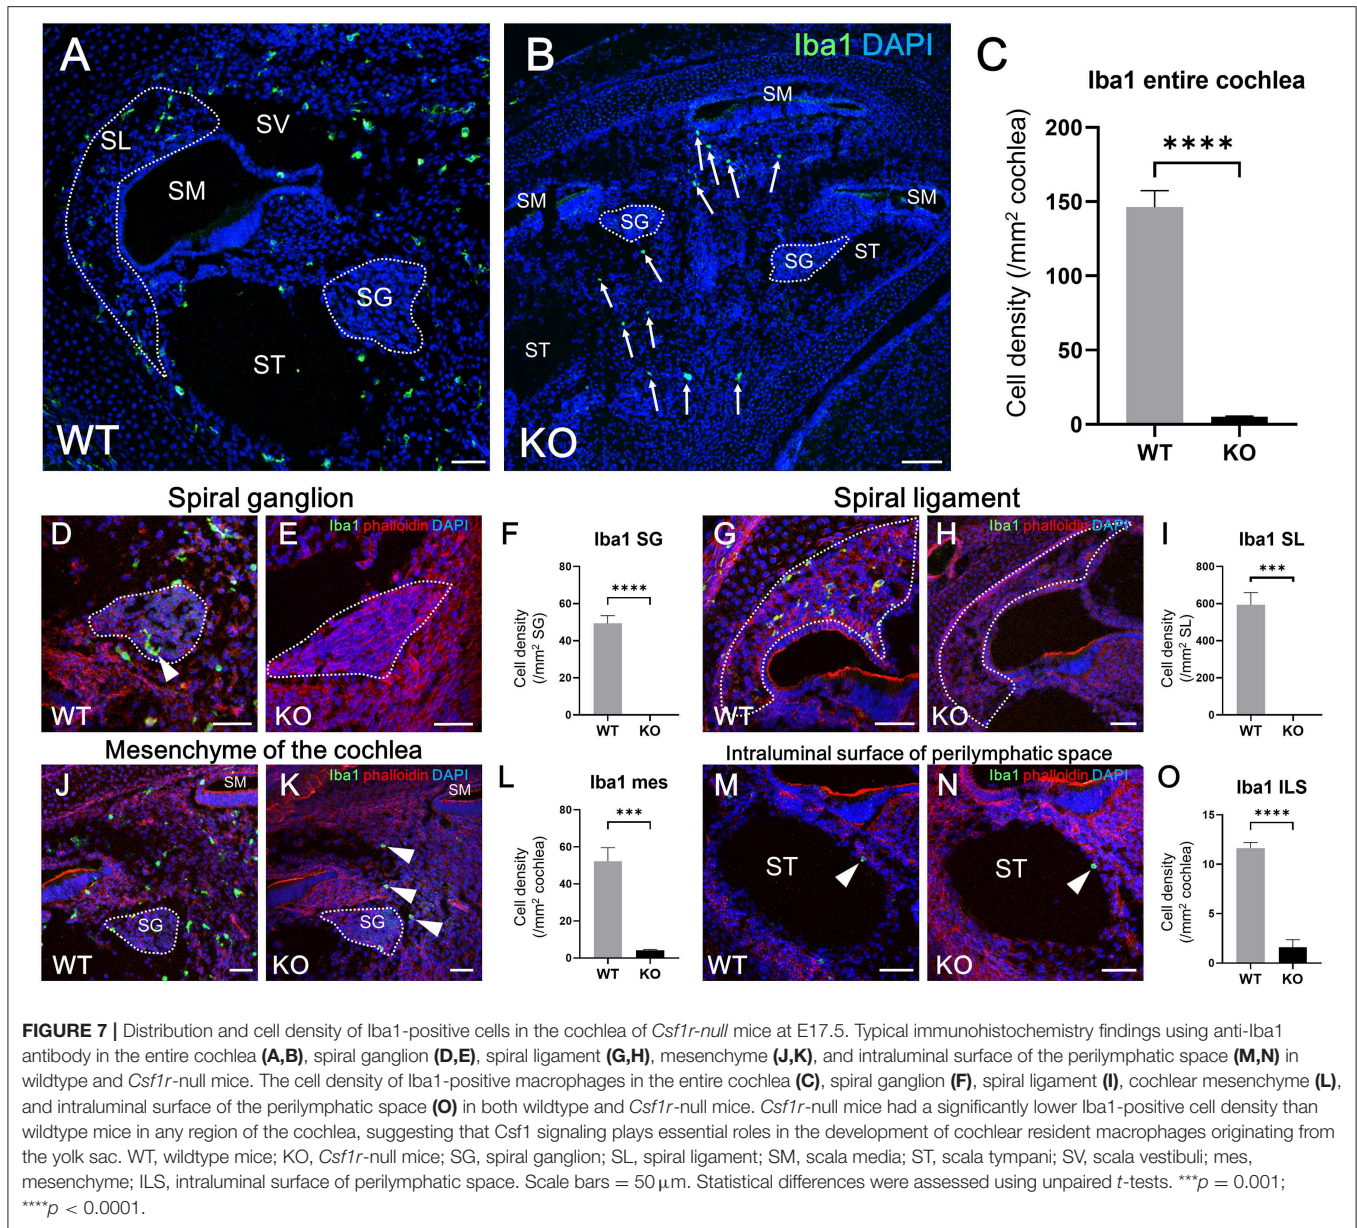 A
SL
SV
SM
SG
ST
WT
B
Iba1 DAPI
SM
SM
SM
SG
SG
ST
ST
KO
C
Iba1 entire cochlea
Cell density (/mm² cochlea)
200
150
100
50
0
****
WT
KO
Spiral ganglion
D
WT
E
Iba1 phalloidin DAPI
KO
F
Iba1 SG
Cell density
(/mm² SG)
80
60
40
20
0
****
WT
KO
Spiral ligament
G
WT
H
Iba1 phalloidin DAPI
KO
I
Iba1 SL
Cell density
(/mm² SL)
800
600
400
200
0
***
WT
KO
Mesenchyme of the cochlea
J
SM
SG
WT
K
Iba1 phalloidin DAPI
SM
SG
KO
L
Iba1 mes
Cell density
(/mm² cochlea)
80
60
40
20
0
***
WT
KO
Intraluminal surface of perilymphatic space
M
ST
WT
N
Iba1 phalloidin DAPI
ST
KO
O
Iba1 ILS
Cell density
(/mm² cochlea)
15
10
5
0
****
WT
KO
FIGURE 7 | Distribution and cell density of Iba1-positive cells in the cochlea of Csf1r-null mice at E17.5. Typical immunohistochemistry findings using anti-Iba1
antibody in the entire cochlea (A,B), spiral ganglion (D,E), spiral ligament (G,H), mesenchyme (J,K), and intraluminal surface of the perilymphatic space (M,N) in
wildtype and Csf1r-null mice. The cell density of Iba1-positive macrophages in the entire cochlea (C), spiral ganglion (F), spiral ligament (I), cochlear mesenchyme (L),
and intraluminal surface of the perilymphatic space (O) in both wildtype and Csf1r-null mice. Csf1r-null mice had a significantly lower Iba1-positive cell density than
wildtype mice in any region of the cochlea, suggesting that Csf1 signaling plays essential roles in the development of cochlear resident macrophages originating from
the yolk sac. WT, wildtype mice; KO, Csf1r-null mice; SG, spiral ganglion; SL, spiral ligament; SM, scala media; ST, scala tympani; SV, scala vestibuli; mes,
mesenchyme; ILS, intraluminal surface of perilymphatic space. Scale bars = 50 μm. Statistical differences were assessed using unpaired t-tests. ***p = 0.001;
****p < 0.0001.